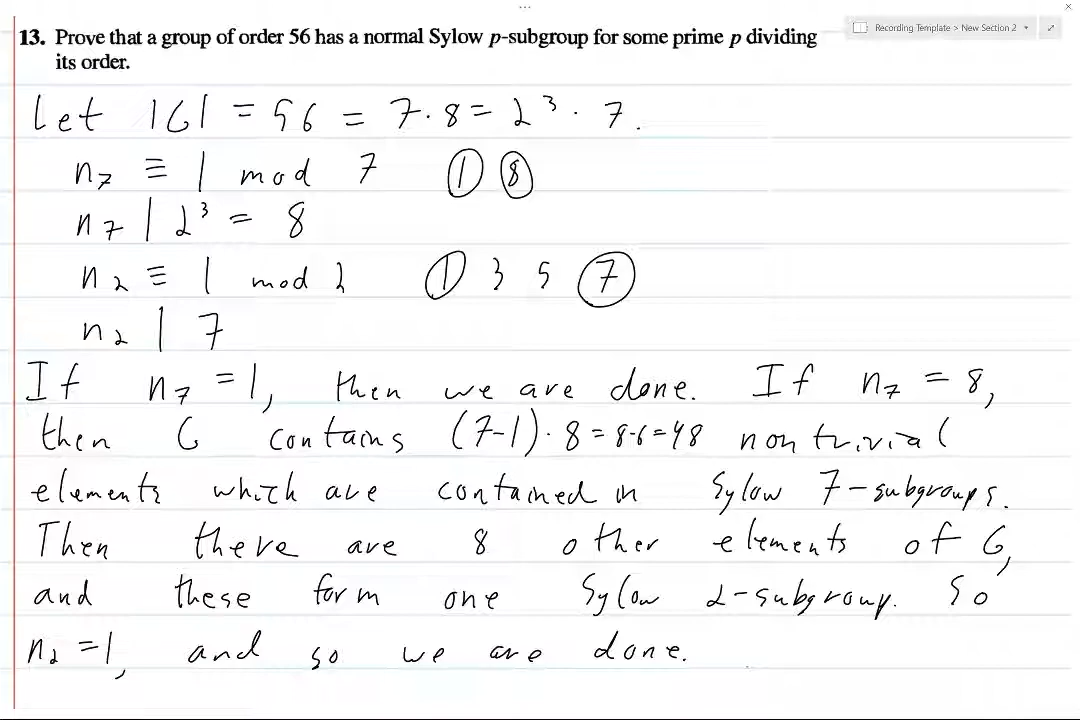 Recording Template > New Section 2
13. Prove that a group of order 56 has a normal Sylow p-subgroup for some prime p dividing
its order.
Let |G| = 56 = 7·8 = 2³ · 7.
n₇ ≡ 1 mod 7 1 8
n₇ | 2³ = 8
n₂ ≡ 1 mod 2 1 3 5 7
n₂ | 7
If n₇ = 1, then we are done. If n₇ = 8,
then G contains (7-1)·8 = 8·6 = 48 nontrivial
elements which are contained in Sylow 7-subgroups.
Then there are 8 other elements of G,
and these form one Sylow 2-subgroup. So
n₂ = 1, and so we are done.